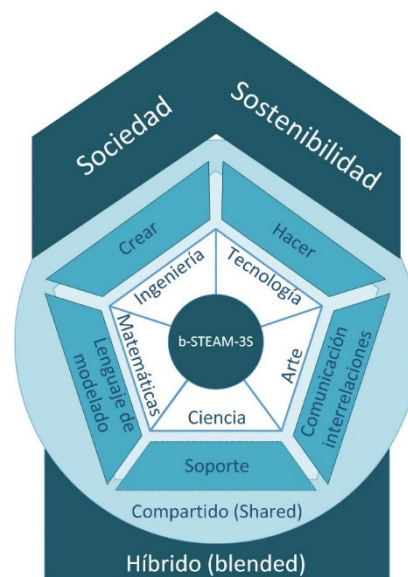 Sociedad
Sostenibilidad
Crear
Hacer
Ingeniería
Tecnología
Lenguaje de
modelado
Matemáticas
b-STEAM-3S
Arte
Comunicación
interrelaciones
Ciencia
Soporte
Compartido (Shared)
Híbrido (blended)